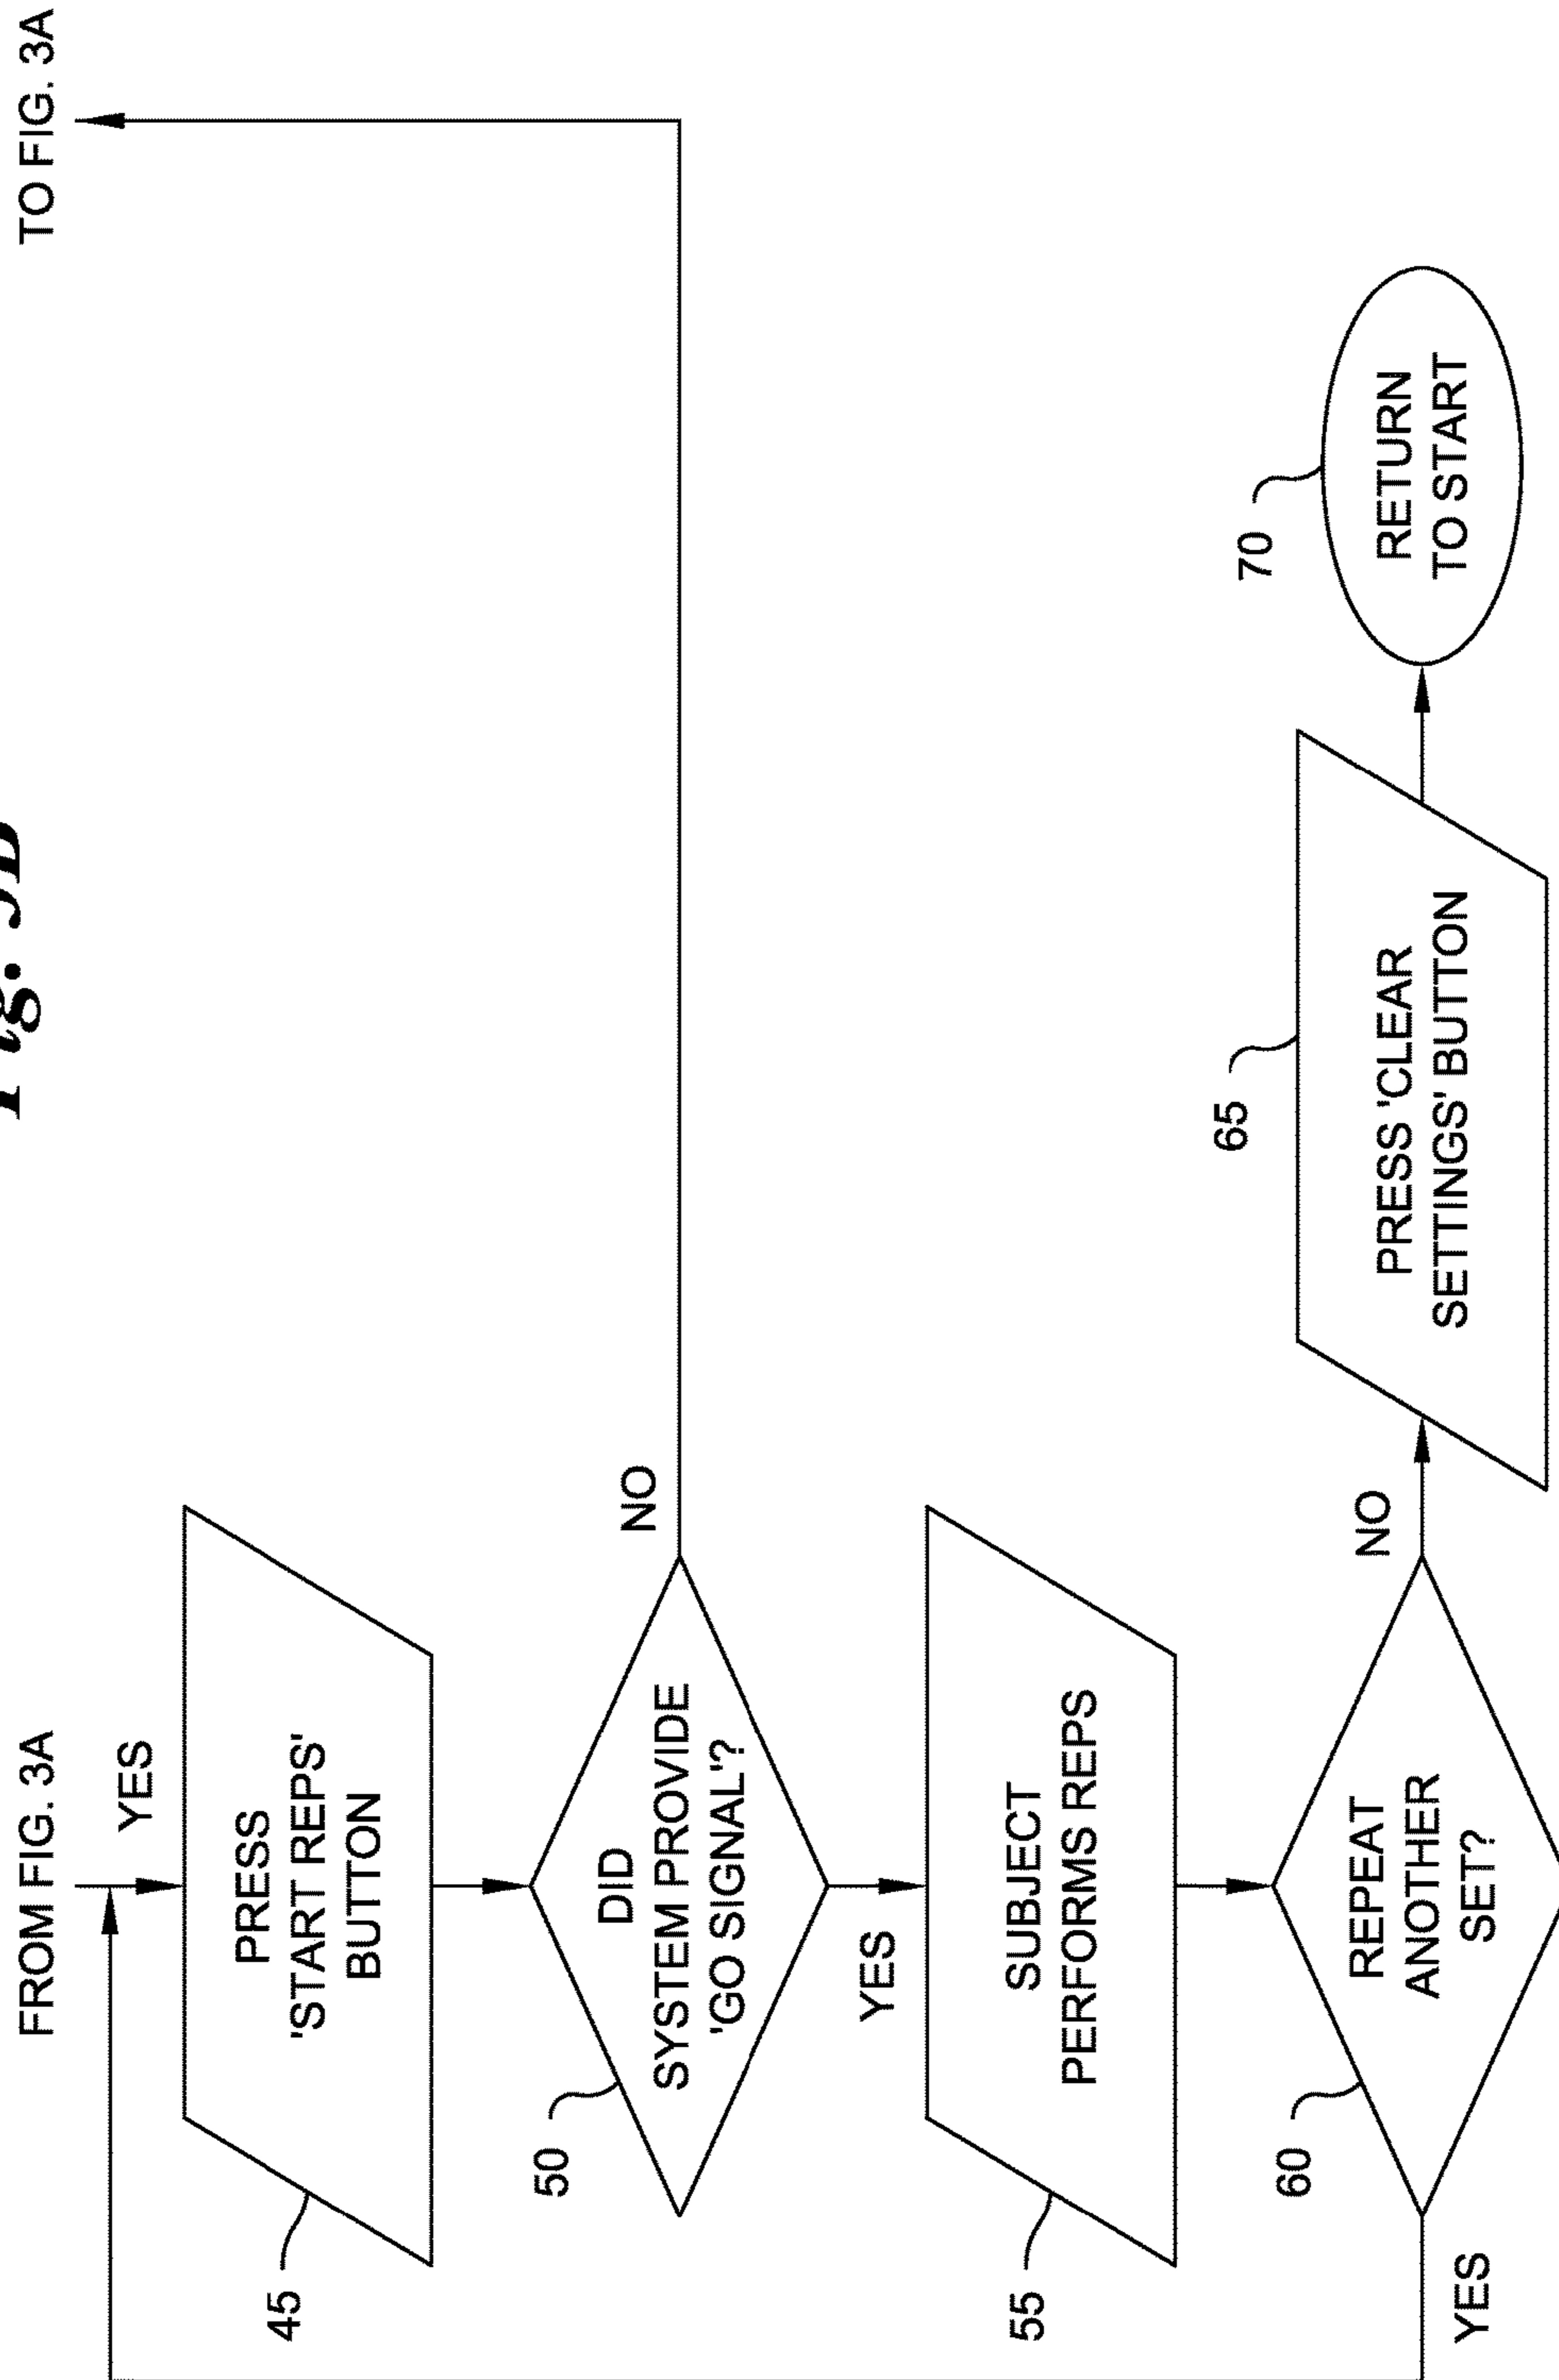 FROM FIG. 3A
TO FIG. 3A
YES
45
PRESS
'START REPS'
BUTTON
50
DID
SYSTEM PROVIDE
'GO SIGNAL'?
NO
YES
55
SUBJECT
PERFORMS REPS
60
REPEAT
ANOTHER
SET?
YES
NO
65
PRESS 'CLEAR
SETTINGS' BUTTON
70
RETURN
TO START